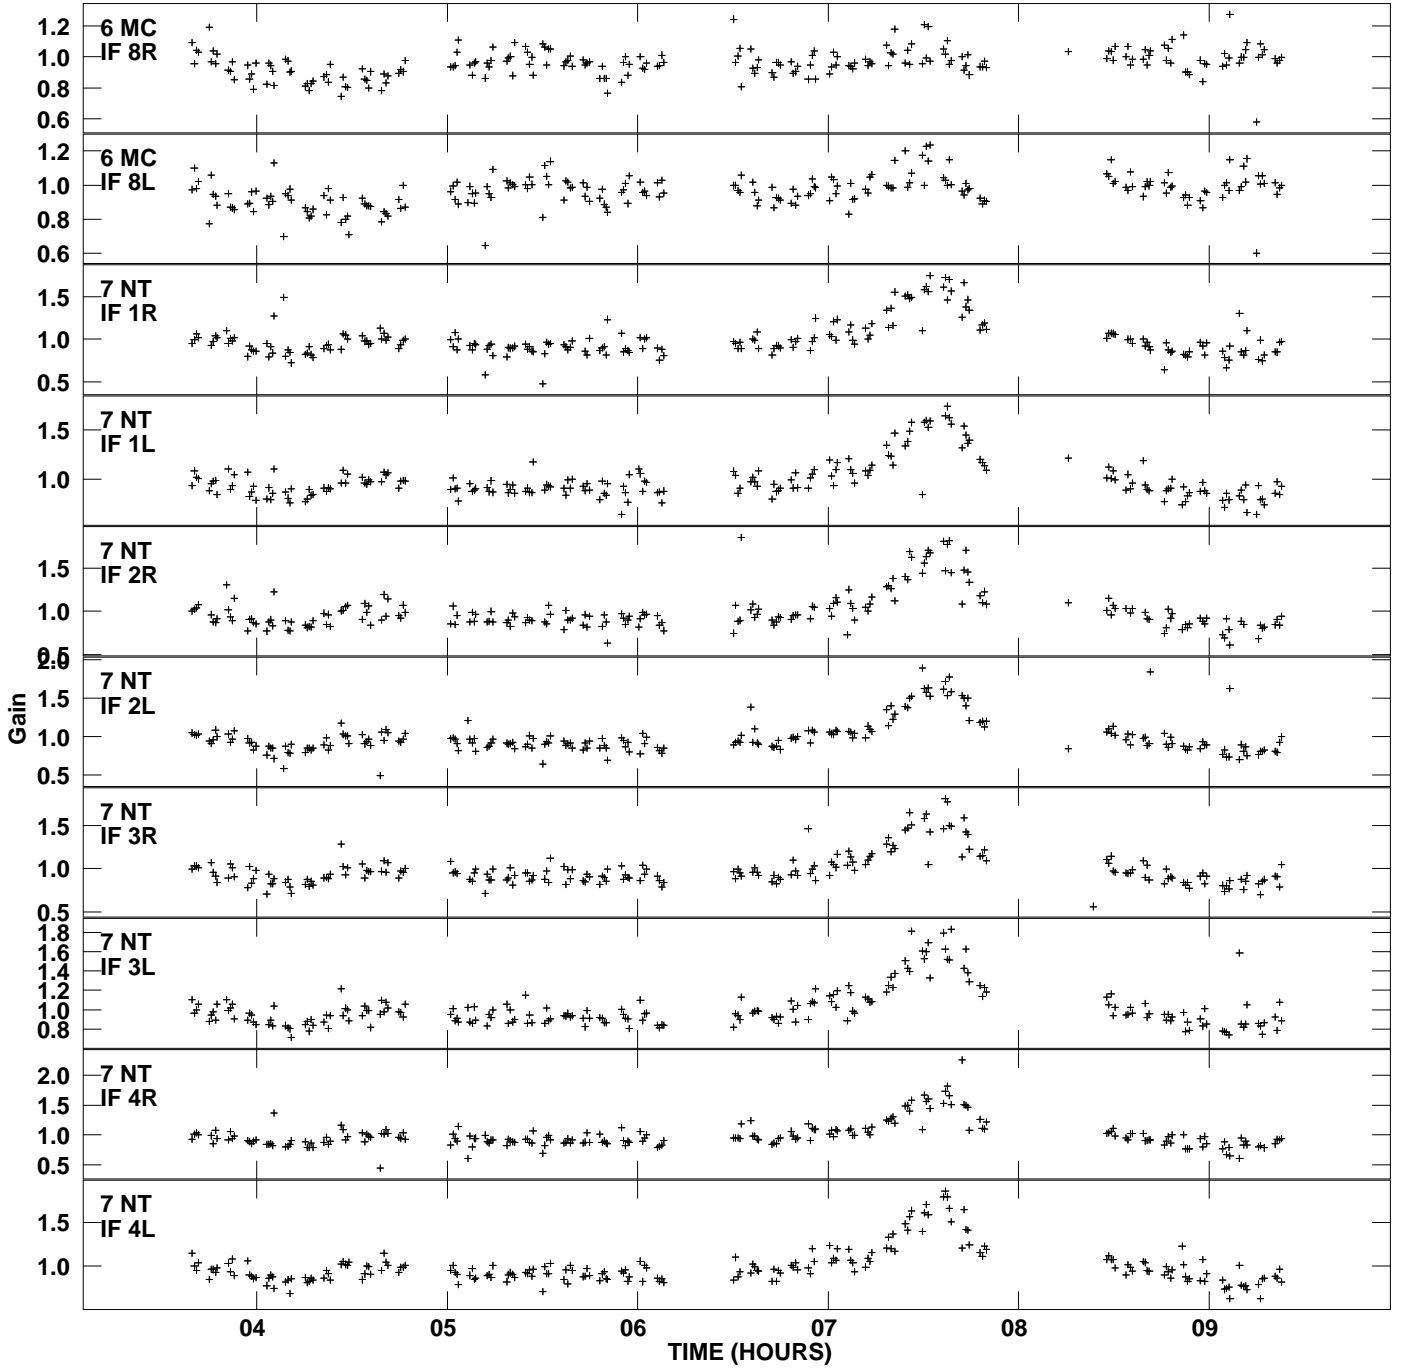 6 MC
IF 8R
1.2
1.0
0.8
0.6
6 MC
IF 8L
1.2
1.0
0.8
0.6
7 NT
IF 1R
1.5
1.0
0.5
7 NT
IF 1L
1.5
1.0
7 NT
IF 2R
1.5
1.0
0.5
7 NT
IF 2L
2.0
1.5
1.0
0.5
7 NT
IF 3R
1.5
1.0
0.5
7 NT
IF 3L
1.8
1.6
1.4
1.2
1.0
0.8
7 NT
IF 4R
2.0
1.5
1.0
0.5
7 NT
IF 4L
1.5
1.0
Gain
04 05 06 07 08 09
TIME (HOURS)